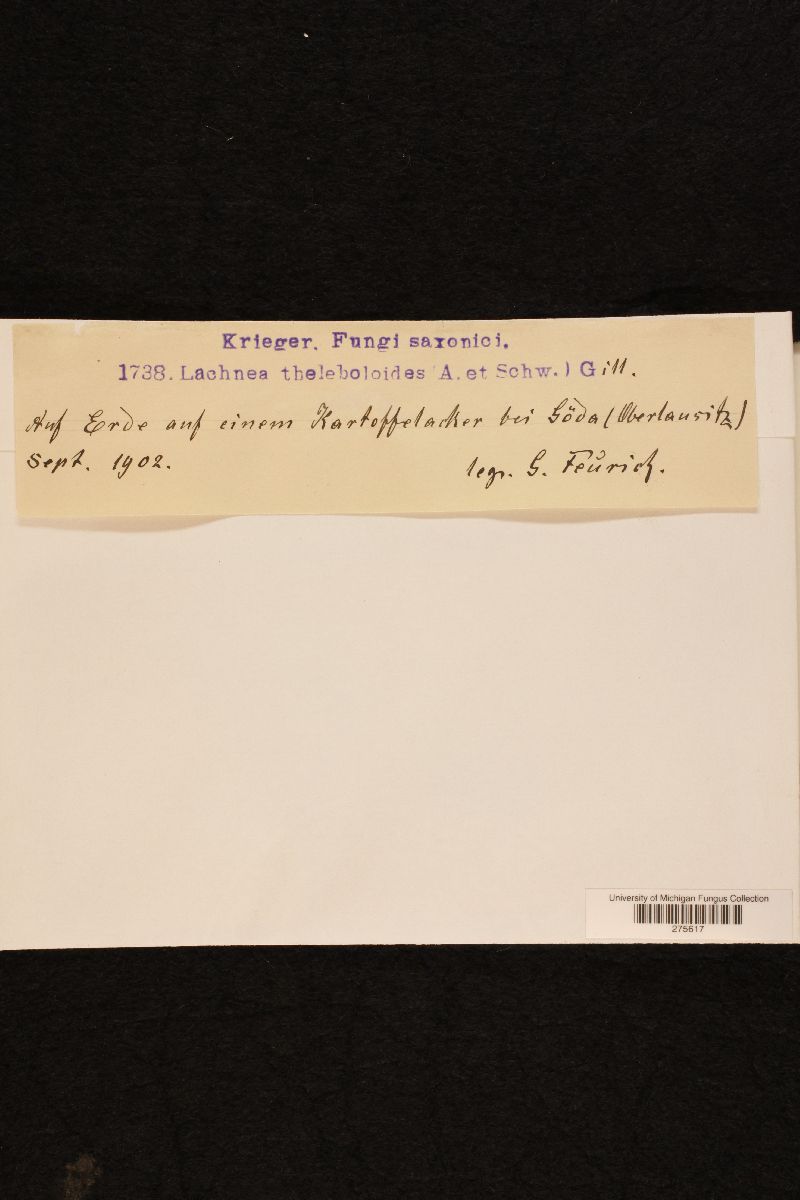 Krieger. Fungi saxonici.
1738. Lachnea theleboloides (A. et Schw.) Gill.
Auf Erde auf einem Kartoffelacker bei Göda (Oberlausitz)
Sept. 1902. leg. G. Feurich.
University of Michigan Fungus Collection
275617